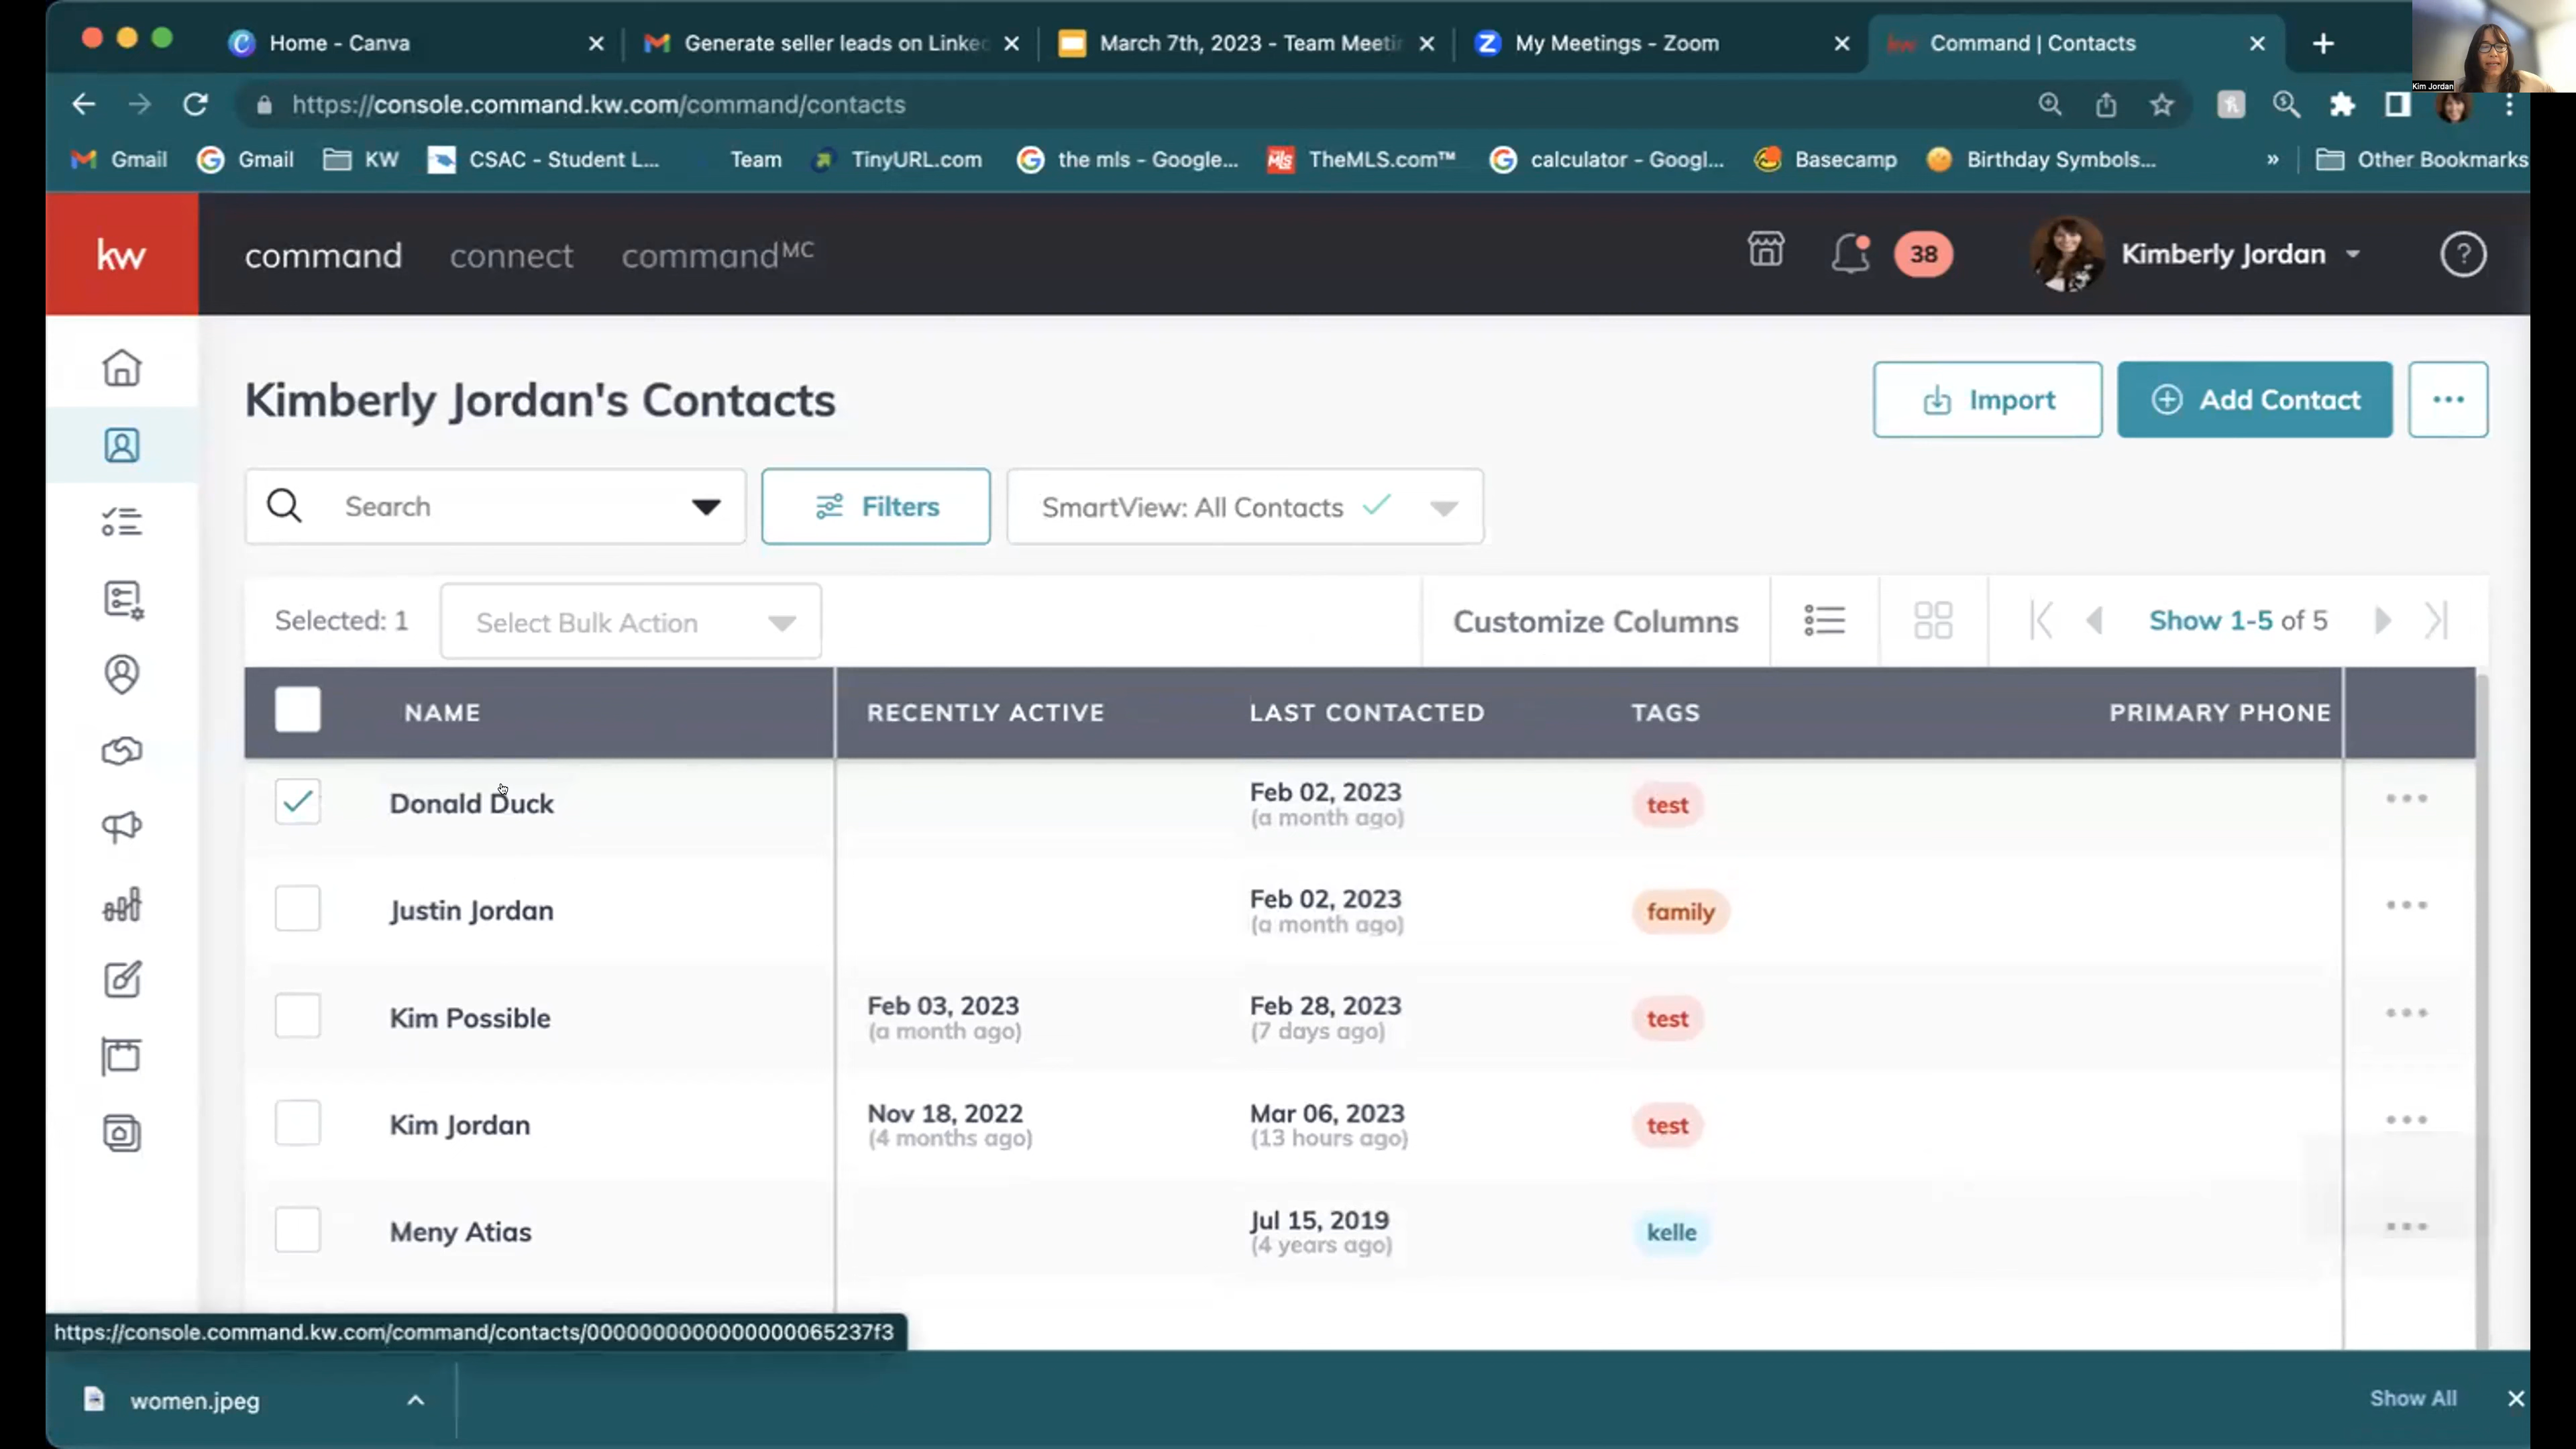 Home - Canva
Generate seller leads on Linke
March 7th, 2023 - Team Meeti
My Meetings - Zoom
Command | Contacts
Kim Jordan
https://console.command.kw.com/command/contacts
Gmail
Gmail
KW
CSAC - Student L...
Team
TinyURL.com
the mls - Google...
TheMLS.com™
calculator - Googl...
Basecamp
Birthday Symbols...
»
Other Bookmarks
kw
command
connect
commandMC
38
Kimberly Jordan
?
Kimberly Jordan's Contacts
Import
Add Contact
Search
Filters
SmartView: All Contacts
Selected: 1
Select Bulk Action
Customize Columns
Show 1-5 of 5
NAME
RECENTLY ACTIVE
LAST CONTACTED
TAGS
PRIMARY PHONE
Donald Duck
Feb 02, 2023
(a month ago)
test
Justin Jordan
Feb 02, 2023
(a month ago)
family
Kim Possible
Feb 03, 2023
(a month ago)
Feb 28, 2023
(7 days ago)
test
Kim Jordan
Nov 18, 2022
(4 months ago)
Mar 06, 2023
(13 hours ago)
test
Meny Atias
Jul 15, 2019
(4 years ago)
kelle
https://console.command.kw.com/command/contacts/0000000000000000065237f3
women.jpeg
Show All